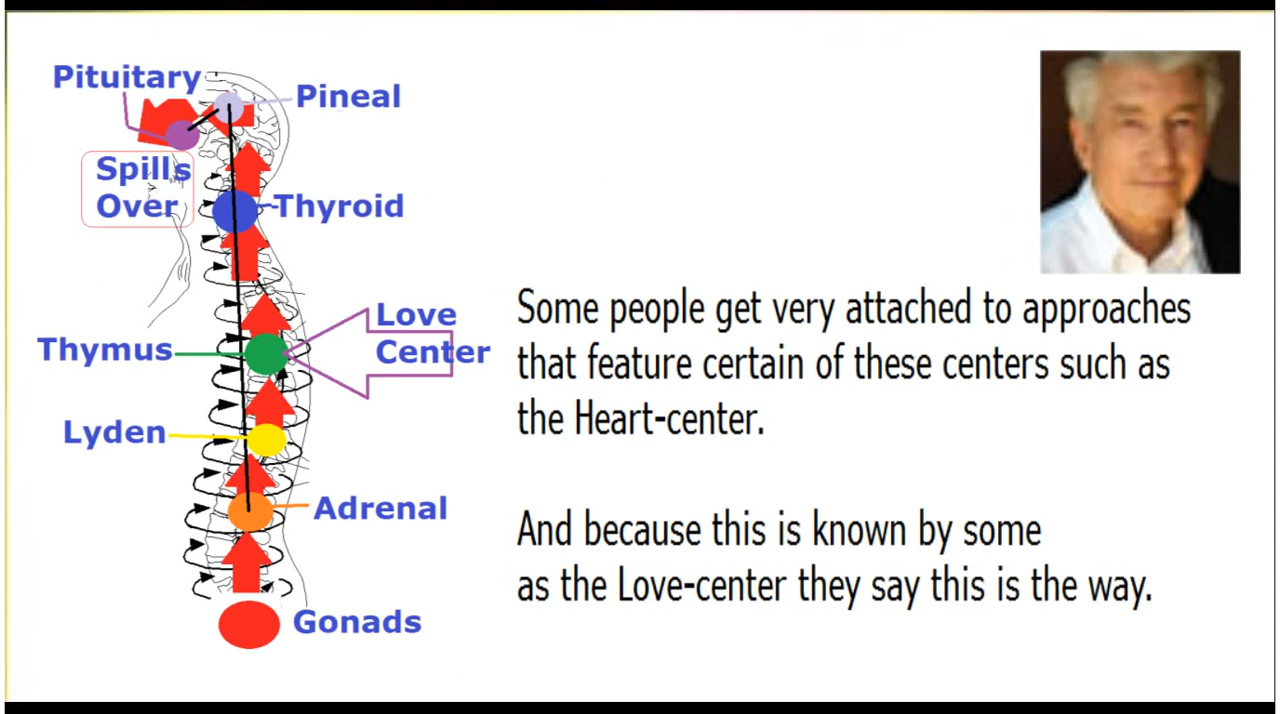 Pituitary
Pineal
Spills
Over
Thyroid
Love
Center
Thymus
Lyden
Adrenal
Gonads
Some people get very attached to approaches
that feature certain of these centers such as
the Heart-center.
And because this is known by some
as the Love-center they say this is the way.